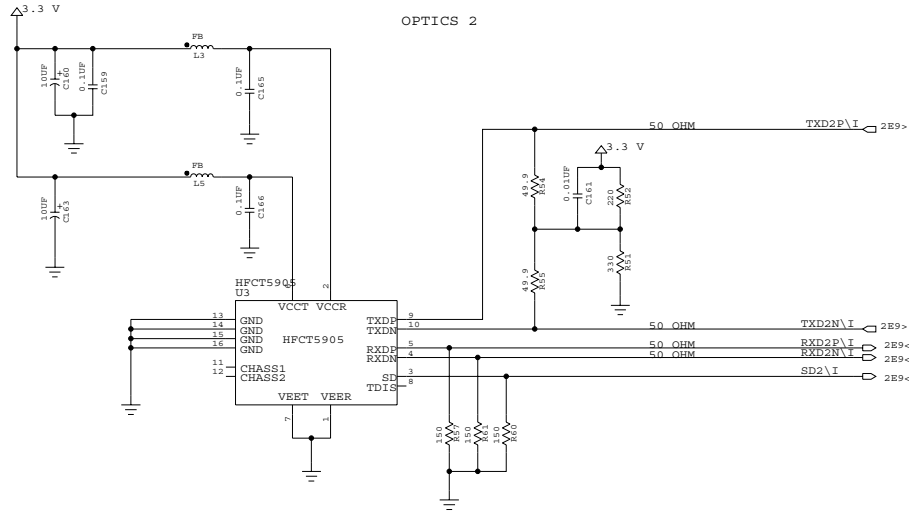 3.3 V
OPTICS 2
FB
L3
10UF
C160
0.1UF
C159
0.1UF
C165
50 OHM
TXD2P\I
2E9>
3.3 V
FB
L5
10UF
C163
0.1UF
C166
49.9
R54
0.01UF
C161
220
R52
49.9
R55
330
R51
HFCT5905
U3
6
2
VCCT
VCCR
13
GND
14
GND
15
GND
16
GND
HFCT5905
11
CHASS1
12
CHASS2
TXDP
9
TXDN
10
50 OHM
TXD2N\I
2E9>
RXDP
5
50 OHM
RXD2P\I
2E9<
RXDN
4
50 OHM
RXD2N\I
2E9<
SD
3
SD2\I
2E9<
TDIS
8
VEET
VEER
7
1
150
R57
150
R61
150
R60